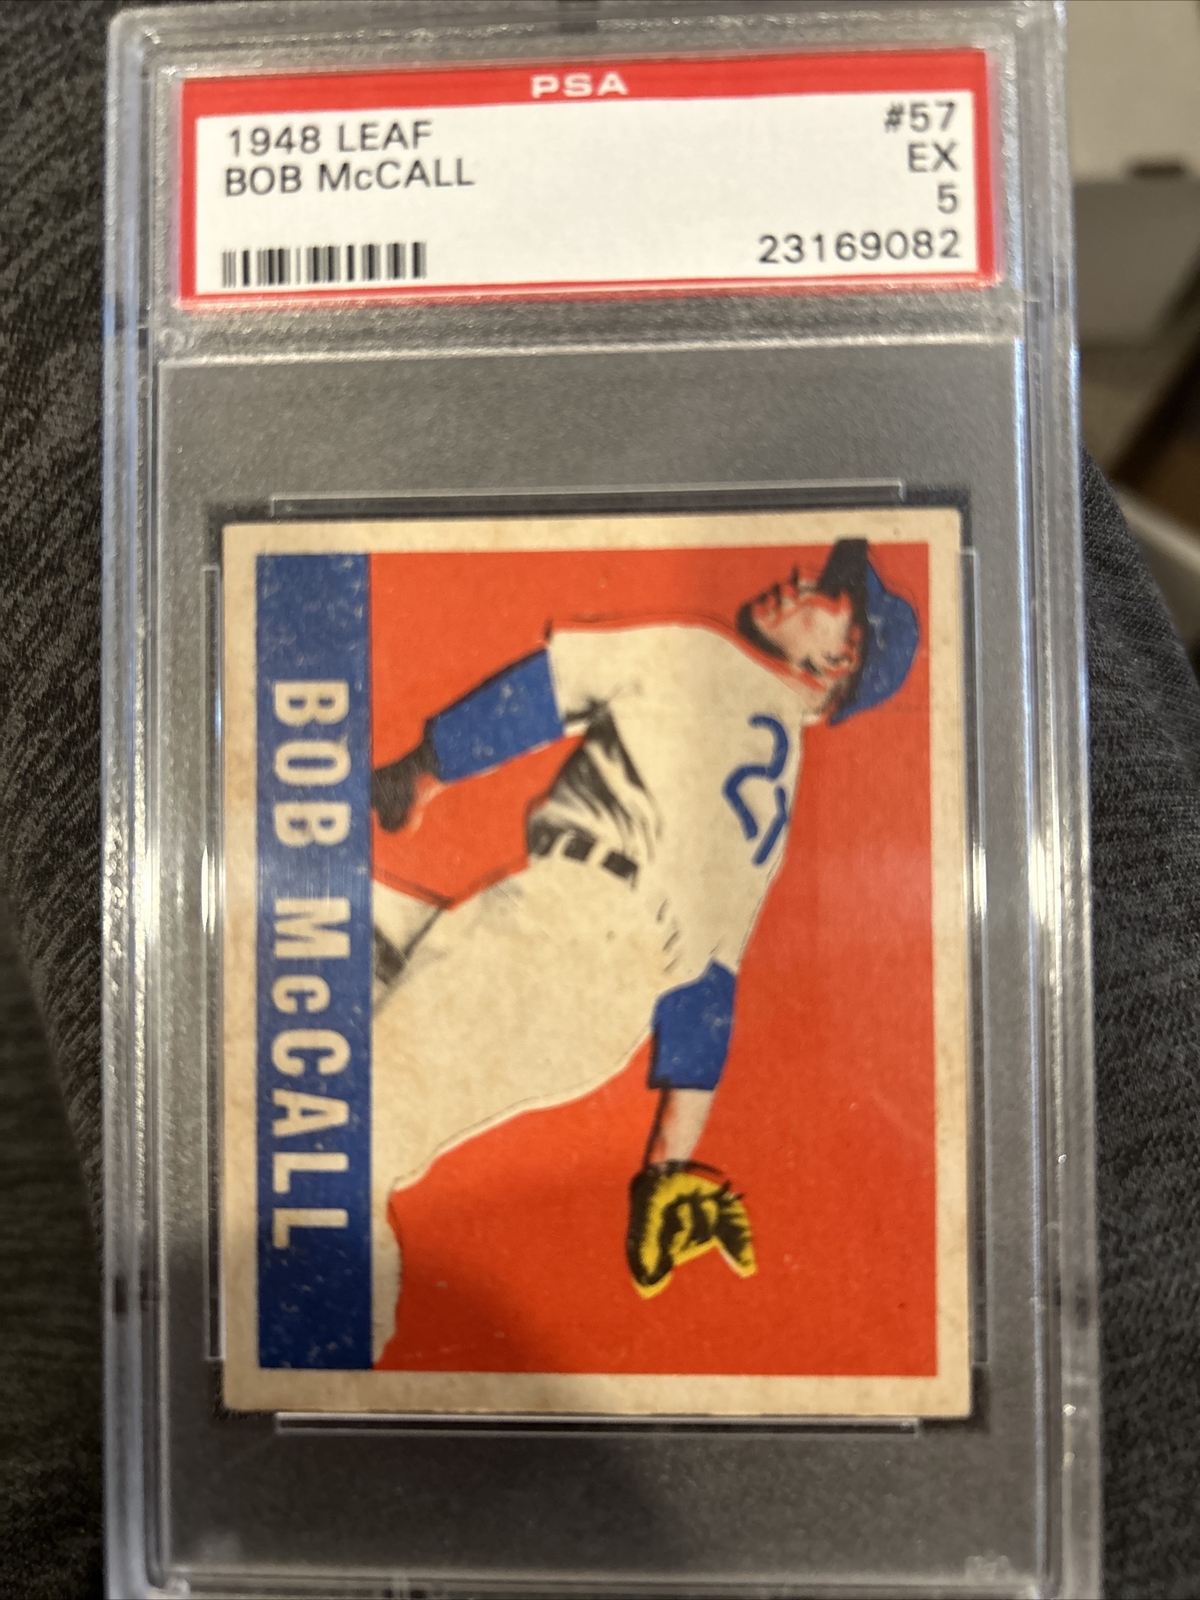 PSA
1948 LEAF
BOB McCALL
#57
EX
5
23169082
BOB McCALL